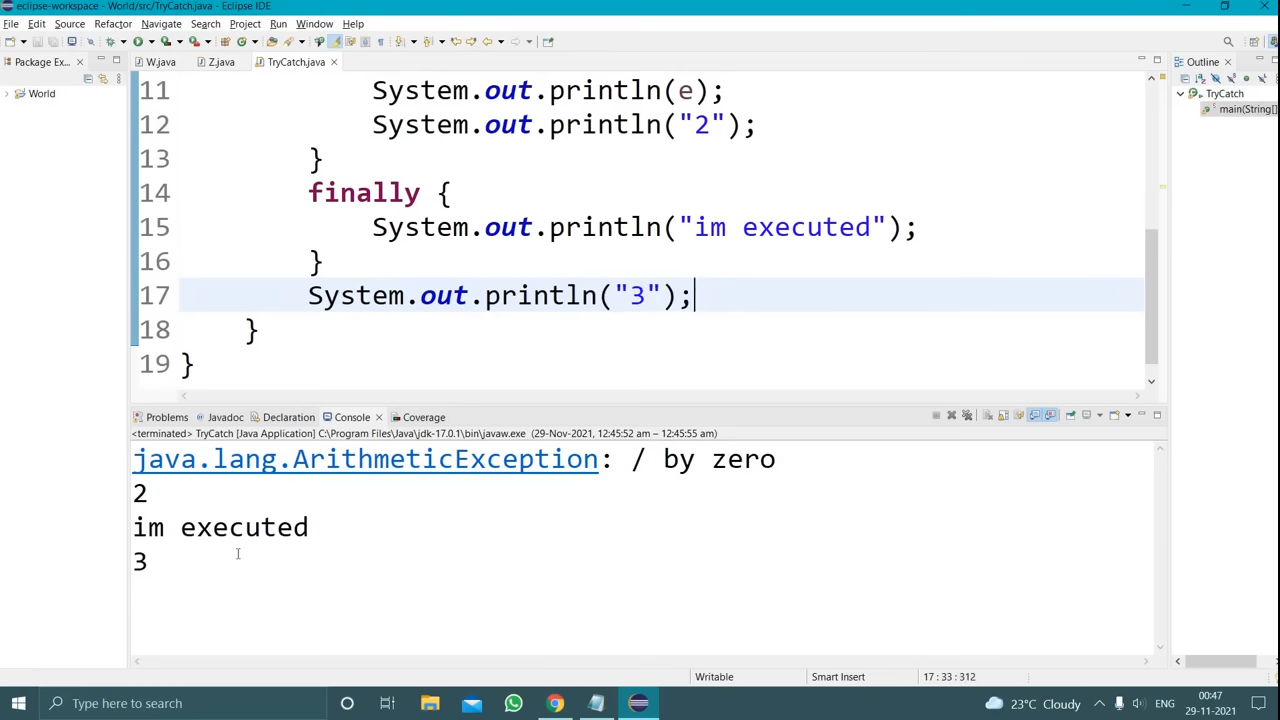 eclipse-workspace - World/src/TryCatch.java - Eclipse IDE
File Edit Source Refactor Navigate Search Project Run Window Help
Package Ex... W.java Z.java TryCatch.java Outline
World
TryCatch
main(String[]
11 System.out.println(e);
12 System.out.println("2");
13 }
14 finally {
15 System.out.println("im executed");
16 }
17 System.out.println("3");
18 }
19 }
Problems Javadoc Declaration Console Coverage
<terminated> TryCatch [Java Application] C:\Program Files\Java\jdk-17.0.1\bin\javaw.exe (29-Nov-2021, 12:45:52 am – 12:45:55 am)
java.lang.ArithmeticException: / by zero
2
im executed
3
Writable Smart Insert 17 : 33 : 312
Type here to search 23°C Cloudy ENG 00:47
29-11-2021